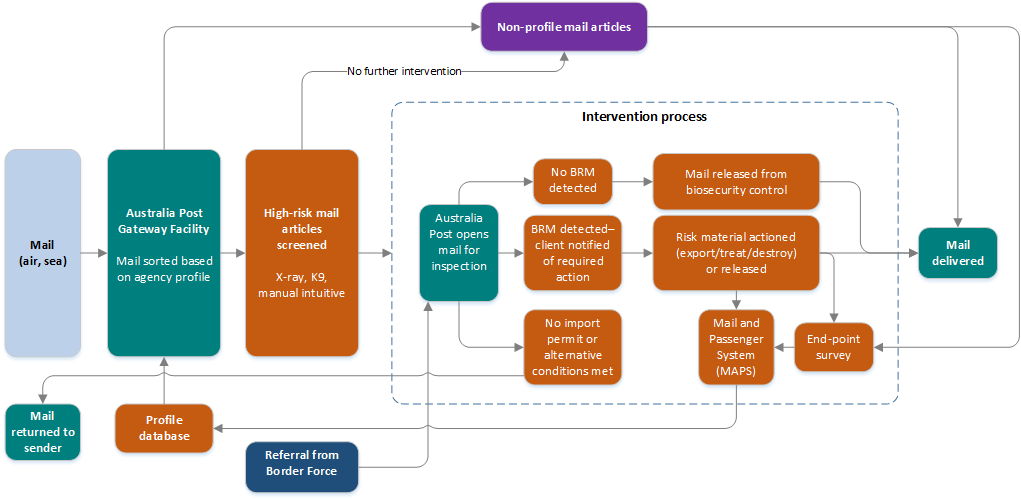 Non-profile mail articles
No further intervention
Intervention process
Mail
(air, sea)
Australia Post
Gateway Facility
Mail sorted based
on agency profile
High-risk mail
articles
screened
X-ray, K9,
manual intuitive
Australia
Post opens
mail for
inspection
No BRM
detected
Mail released from
biosecurity control
BRM detected–
client notified
of required
action
Risk material actioned
(export/treat/destroy)
or released
Mail
delivered
No import
permit or
alternative
conditions met
Mail and
Passenger
System
(MAPS)
End-point
survey
Mail
returned to
sender
Profile
database
Referral from
Border Force